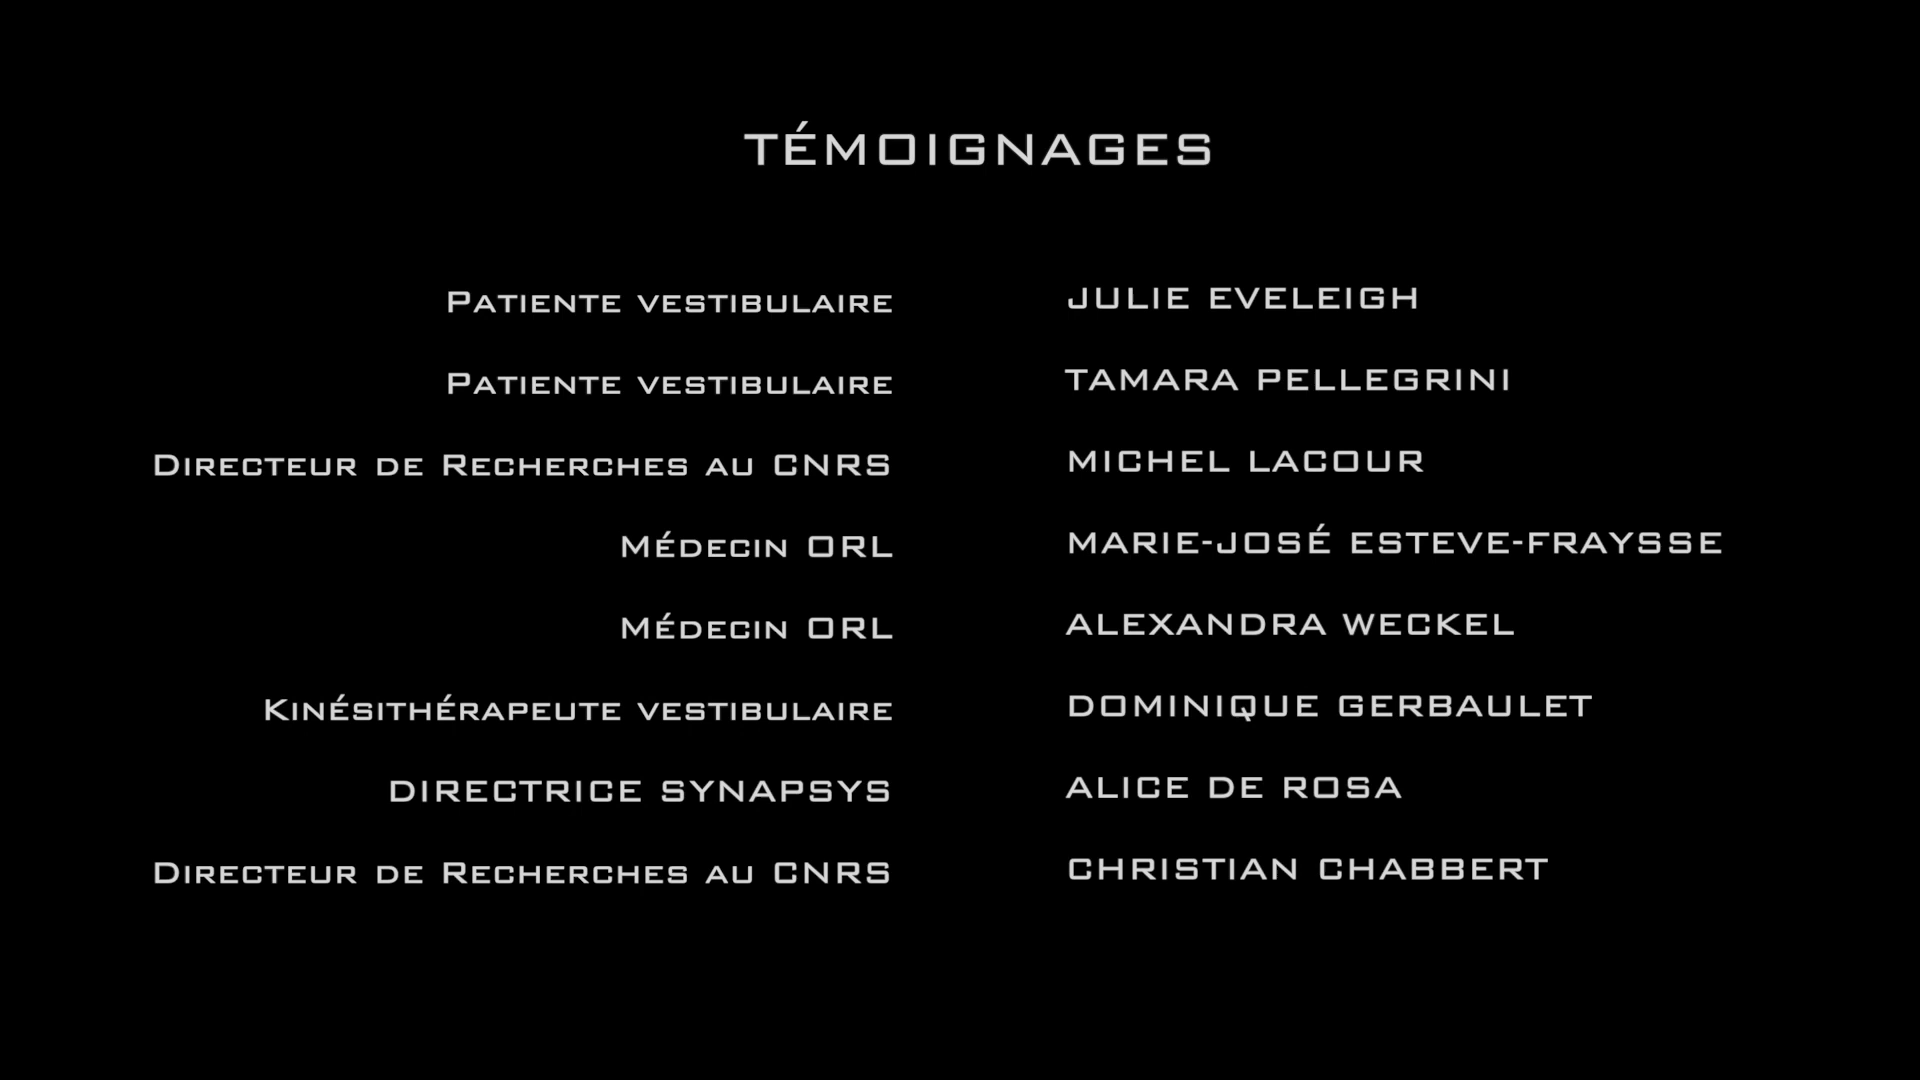 TÉMOIGNAGES
PATIENTE VESTIBULAIRE JULIE EVELEIGH
PATIENTE VESTIBULAIRE TAMARA PELLEGRINI
DIRECTEUR DE RECHERCHES AU CNRS MICHEL LACOUR
MÉDECIN ORL MARIE-JOSÉ ESTEVE-FRAYSSE
MÉDECIN ORL ALEXANDRA WECKEL
KINÉSITHÉRAPEUTE VESTIBULAIRE DOMINIQUE GERBAULET
DIRECTRICE SYNAPSYS ALICE DE ROSA
DIRECTEUR DE RECHERCHES AU CNRS CHRISTIAN CHABBERT